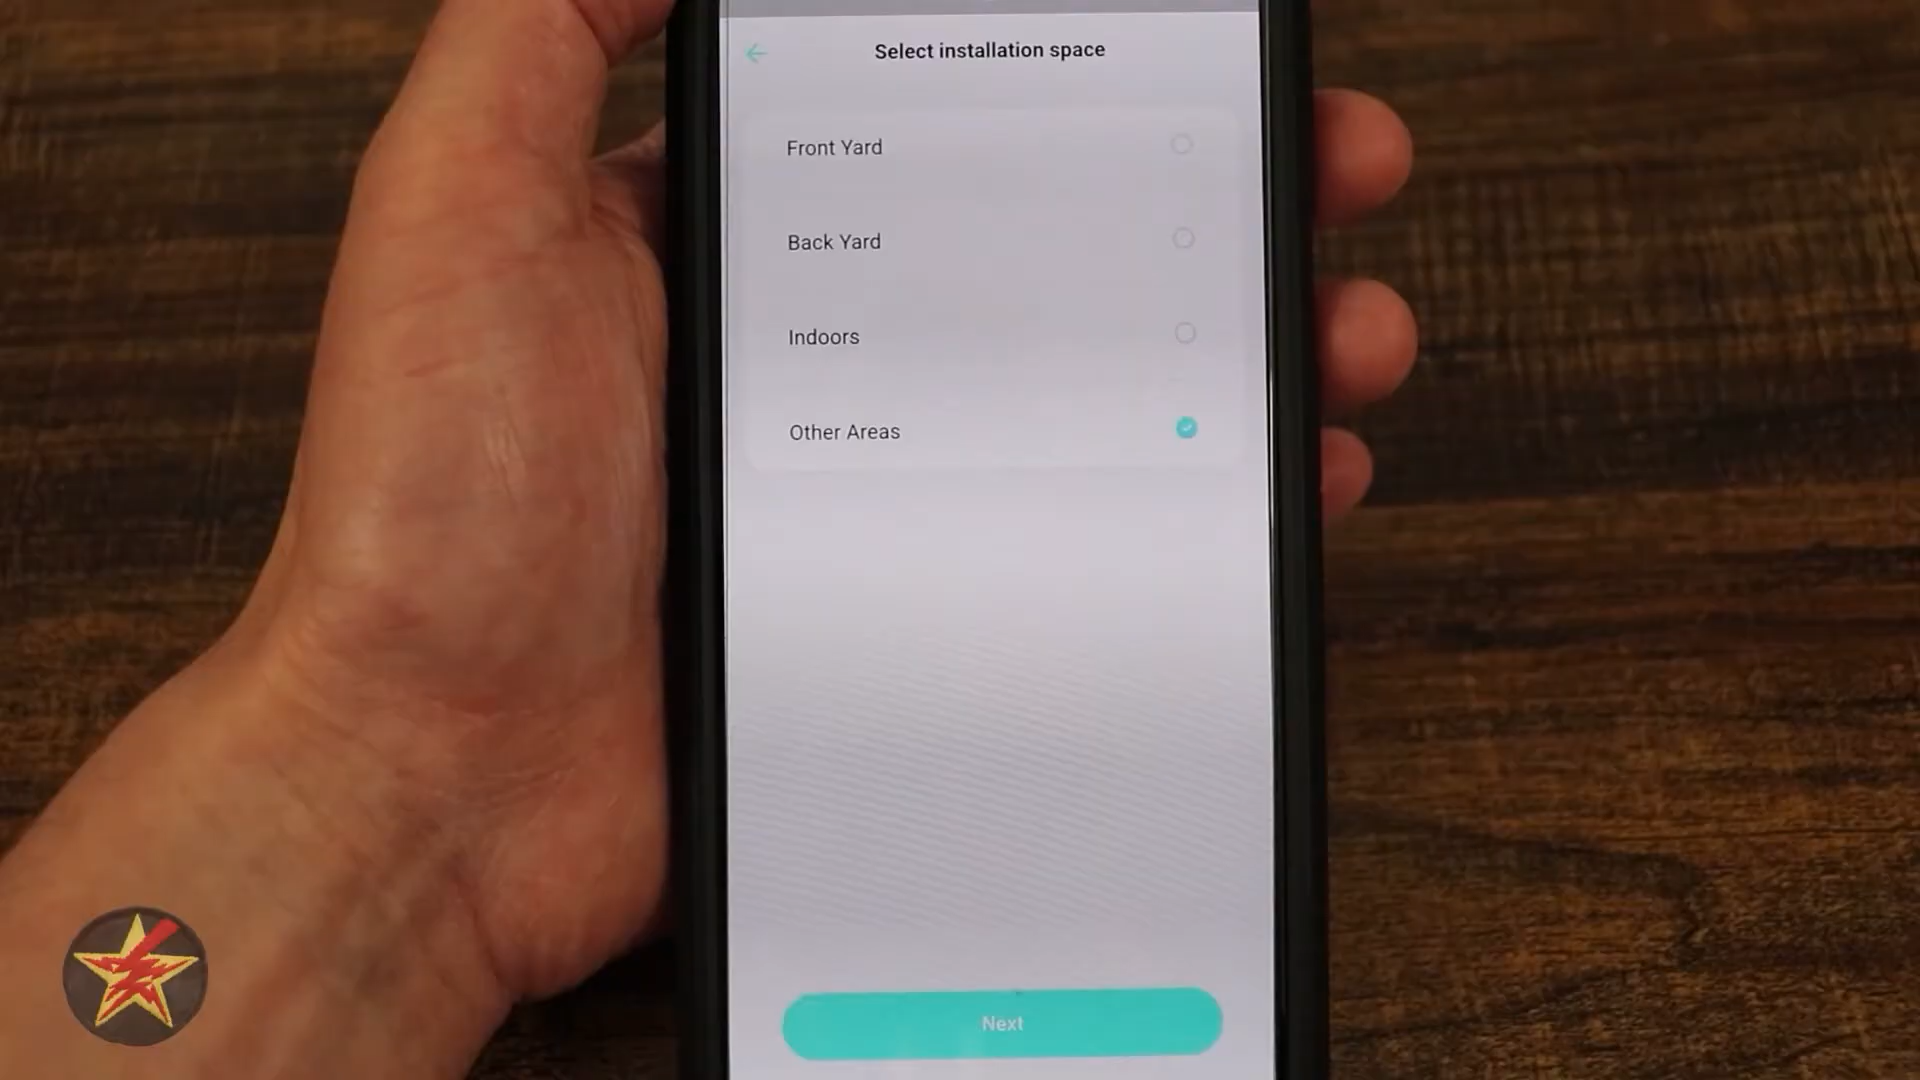 Select installation space
Front Yard
Back Yard
Indoors
Other Areas
Next